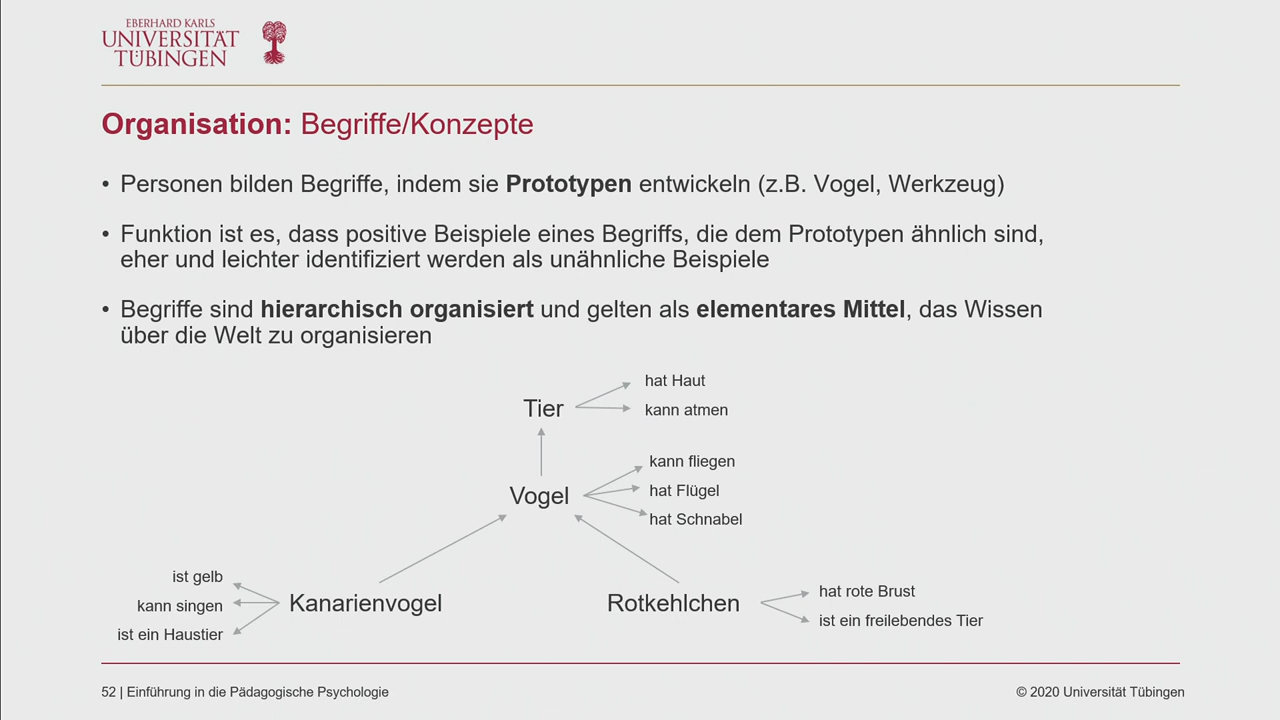 EBERHARD KARLS
UNIVERSITÄT
TÜBINGEN
Organisation: Begriffe/Konzepte
• Personen bilden Begriffe, indem sie Prototypen entwickeln (z.B. Vogel, Werkzeug)
• Funktion ist es, dass positive Beispiele eines Begriffs, die dem Prototypen ähnlich sind,
eher und leichter identifiziert werden als unähnliche Beispiele
• Begriffe sind hierarchisch organisiert und gelten als elementares Mittel, das Wissen
über die Welt zu organisieren
Tier
hat Haut
kann atmen
Vogel
kann fliegen
hat Flügel
hat Schnabel
ist gelb
kann singen
ist ein Haustier
Kanarienvogel
Rotkehlchen
hat rote Brust
ist ein freilebendes Tier
52 | Einführung in die Pädagogische Psychologie
© 2020 Universität Tübingen